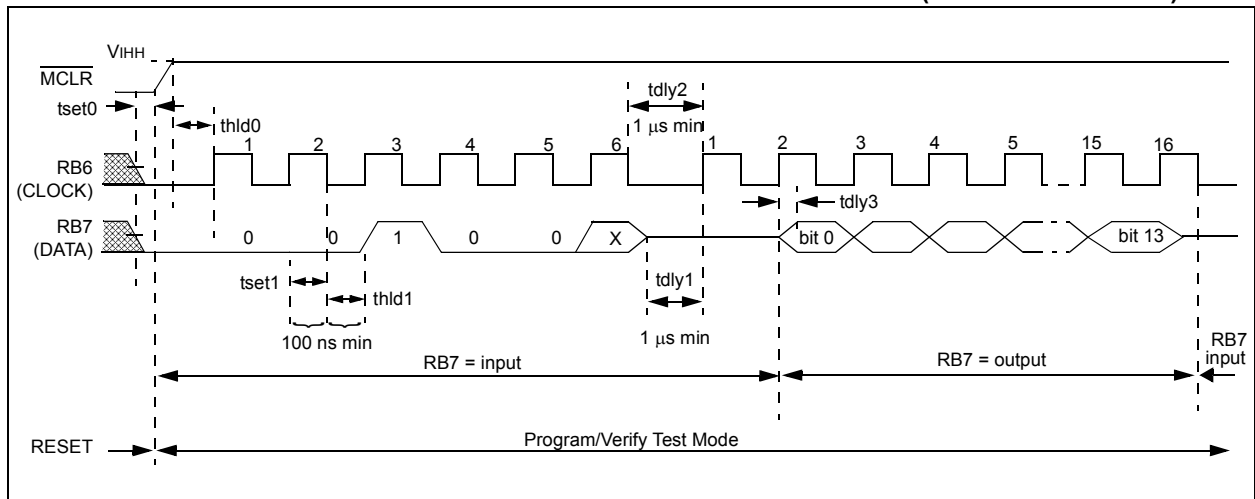 VIHH
MCLR
tset0
thld0
tdly2
1 μs min
1 2 3 4 5 6 1 2 3 4 5 15 16
RB6
(CLOCK)
tdly3
RB7
(DATA)
0 0 1 0 0 X bit 0 bit 13
tset1
thld1
tdly1
100 ns min
1 μs min
RB7 = input
RB7 = output
RB7
input
RESET
Program/Verify Test Mode